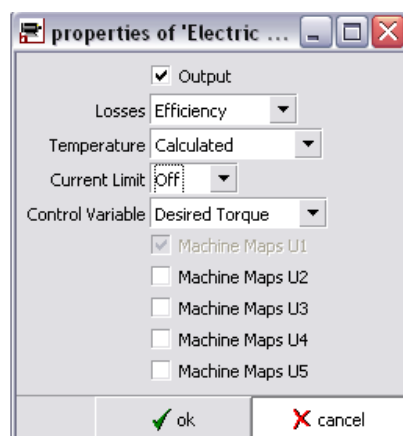 properties of 'Electric ...
Output
Losses Efficiency
Temperature Calculated
Current Limit Off
Control Variable Desired Torque
Machine Maps U1
Machine Maps U2
Machine Maps U3
Machine Maps U4
Machine Maps U5
ok cancel